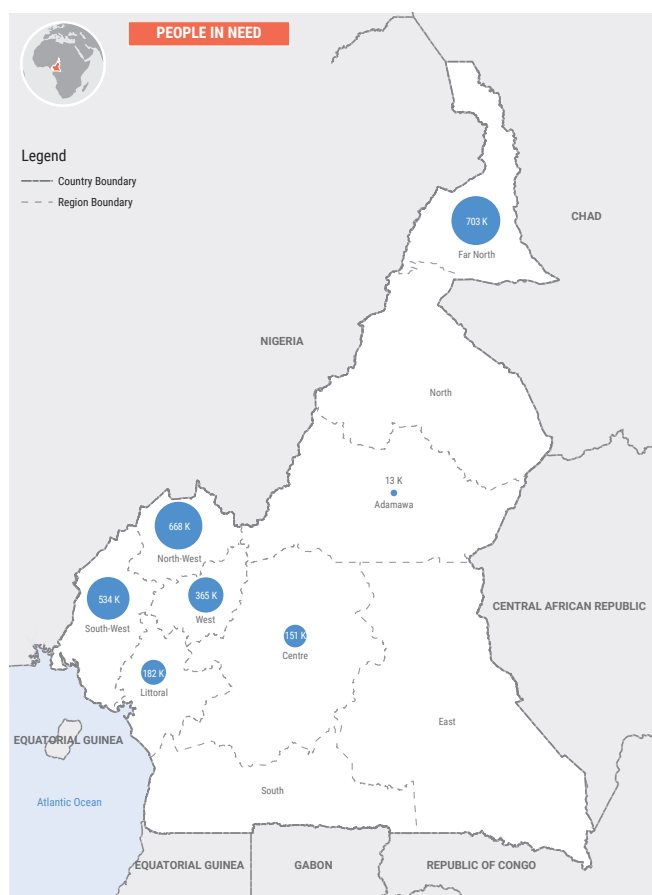 PEOPLE IN NEED
Legend
Country Boundary
Region Boundary
CHAD
703 K
Far North
NIGERIA
North
13 K
Adamawa
668 K
North-West
534 K
South-West
365 K
West
CENTRAL AFRICAN REPUBLIC
151 K
Centre
182 K
Littoral
East
EQUATORIAL GUINEA
South
Atlantic Ocean
EQUATORIAL GUINEA
GABON
REPUBLIC OF CONGO